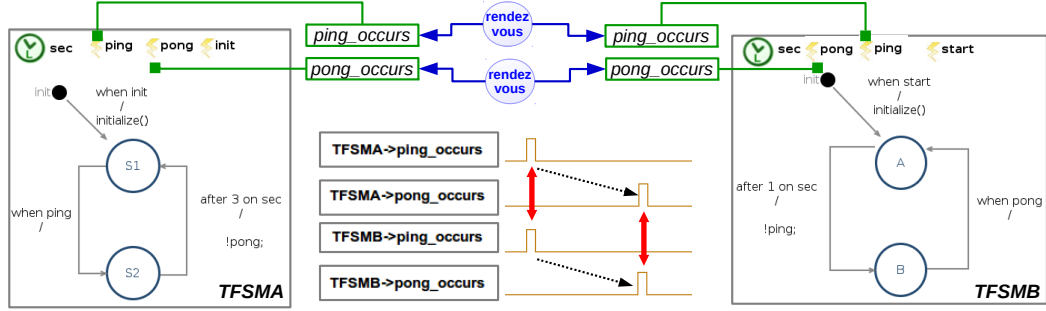 rendez
vous
ping_occurs
ping_occurs
sec
ping
pong
init
sec
pong
ping
start
pong_occurs
rendez
vous
pong_occurs
init
when init
/
initialize()
init
when start
/
initialize()
S1
when ping
/
after 3 on sec
/
!pong;
S2
TFSMA
TFSMA->ping_occurs
TFSMA->pong_occurs
TFSMB->ping_occurs
TFSMB->pong_occurs
A
after 1 on sec
/
!ping;
when pong
/
B
TFSMB
L
L